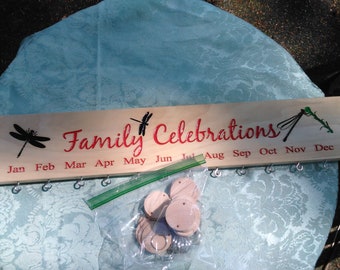 Family Celebrations
Jan Feb Mar Apr May Jun Jul Aug Sep Oct Nov Dec